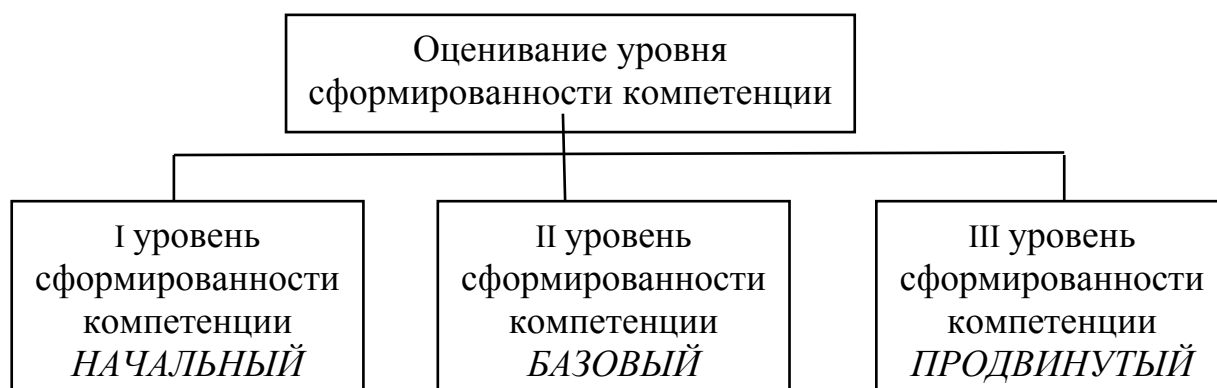 Оценивание уровня
сформированности компетенции
I уровень
сформированности
компетенции
НАЧАЛЬНЫЙ
II уровень
сформированности
компетенции
БАЗОВЫЙ
III уровень
сформированности
компетенции
ПРОДВИНУТЫЙ